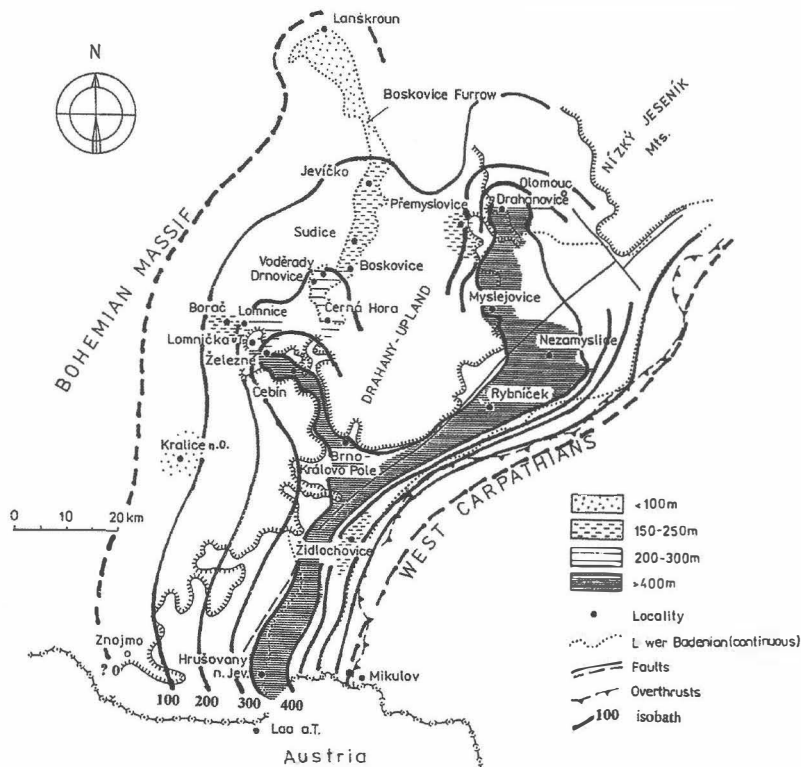 Lanškroun
N
Boskovice Furrow
NÍZKÝ JESENÍK
Mts.
Jevíčko
Olomouc
Přemyslovice
Drahanovice
BOHEMIAN MASSIF
Sudice
Voděrady
Drnovice
Boskovice
Borač
Lomnice
Černá Hora
Myslejovice
Lomnička
DRAHANY-UPLAND
Nezamyslice
Železné
Rybníček
Čebín
Kralice n.O.
Brno-
Královo Pole
WEST CARPATHIANS
0 10 20 km
<100m
150-250m
200-300m
>400m
Židlochovice
Locality
Znojmo
L wer Badenian (continuous)
? 0
Hrušovany
n. Jev.
Faults
Mikulov
Overthrusts
100 200 300 400
100 isobath
Laa a.T.
Austria